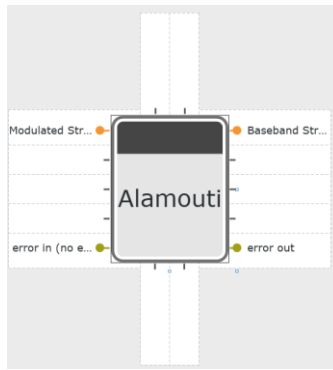 Modulated Str...
Baseband Str...
Alamouti
error in (no e...
error out